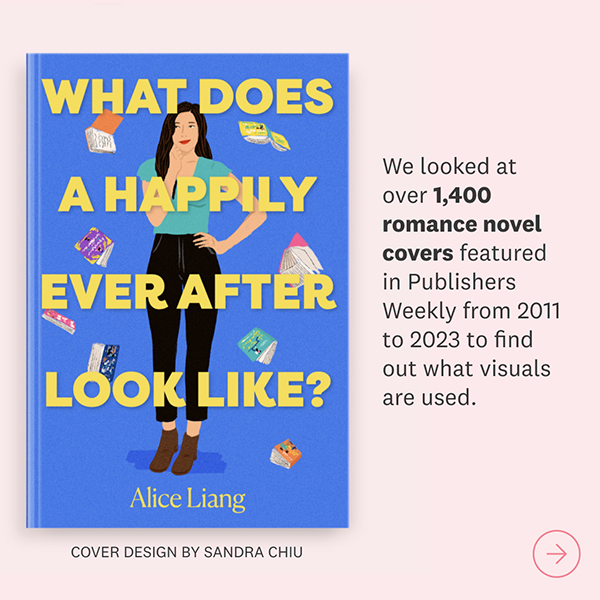 WHAT DOES
A HAPPILY
EVER AFTER
LOOK LIKE?
Alice Liang
COVER DESIGN BY SANDRA CHIU
We looked at
over 1,400
romance novel
covers featured
in Publishers
Weekly from 2011
to 2023 to find
out what visuals
are used.